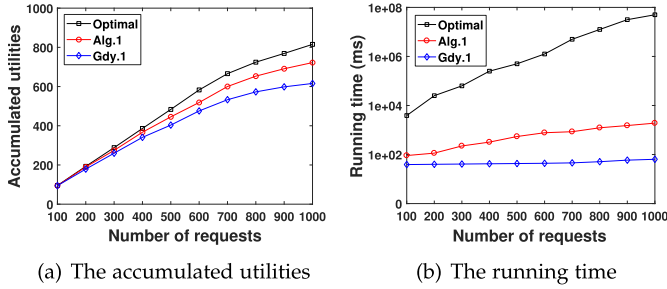 1000
800
600
400
200
0
Accumulated utilities
Optimal
Alg.1
Gdy.1
100 200 300 400 500 600 700 800 900 1000
Number of requests
(a) The accumulated utilities
1e+08
1e+06
1e+04
1e+02
0
Running time (ms)
Optimal
Alg.1
Gdy.1
100 200 300 400 500 600 700 800 900 1000
Number of requests
(b) The running time